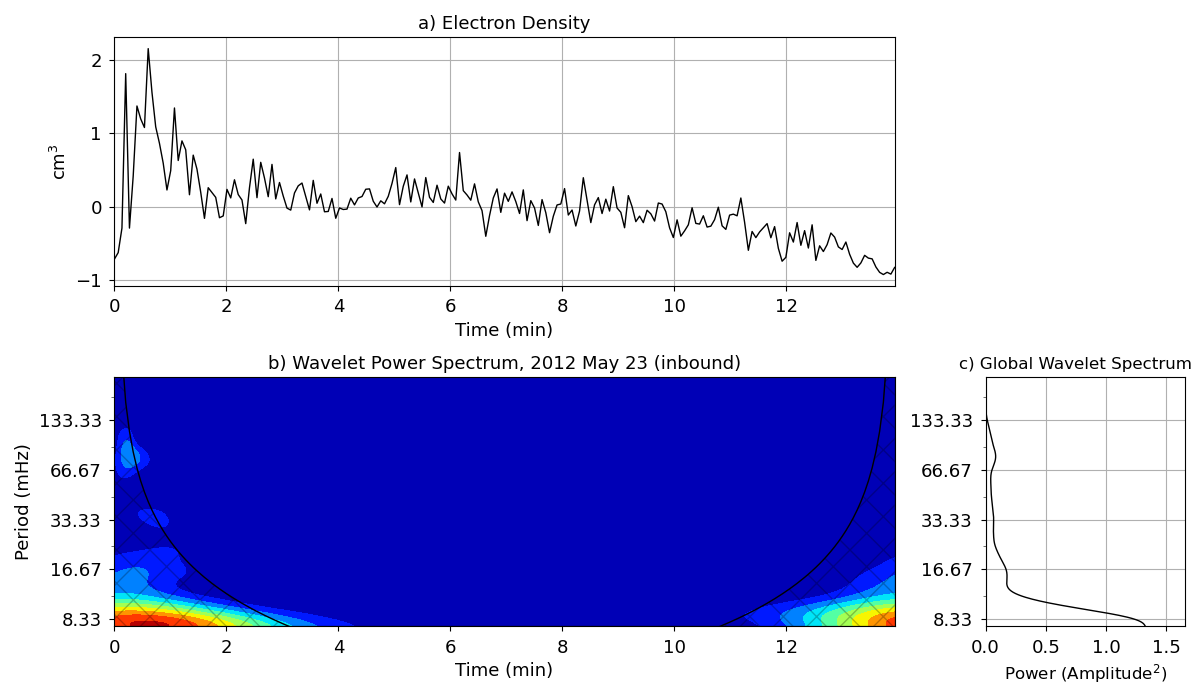 a) Electron Density
2
1
0
−1
cm³
0 2 4 6 8 10 12
Time (min)
b) Wavelet Power Spectrum, 2012 May 23 (inbound)
133.33
66.67
33.33
16.67
8.33
Period (mHz)
0 2 4 6 8 10 12
Time (min)
c) Global Wavelet Spectrum
133.33
66.67
33.33
16.67
8.33
0.0 0.5 1.0 1.5
Power (Amplitude²)